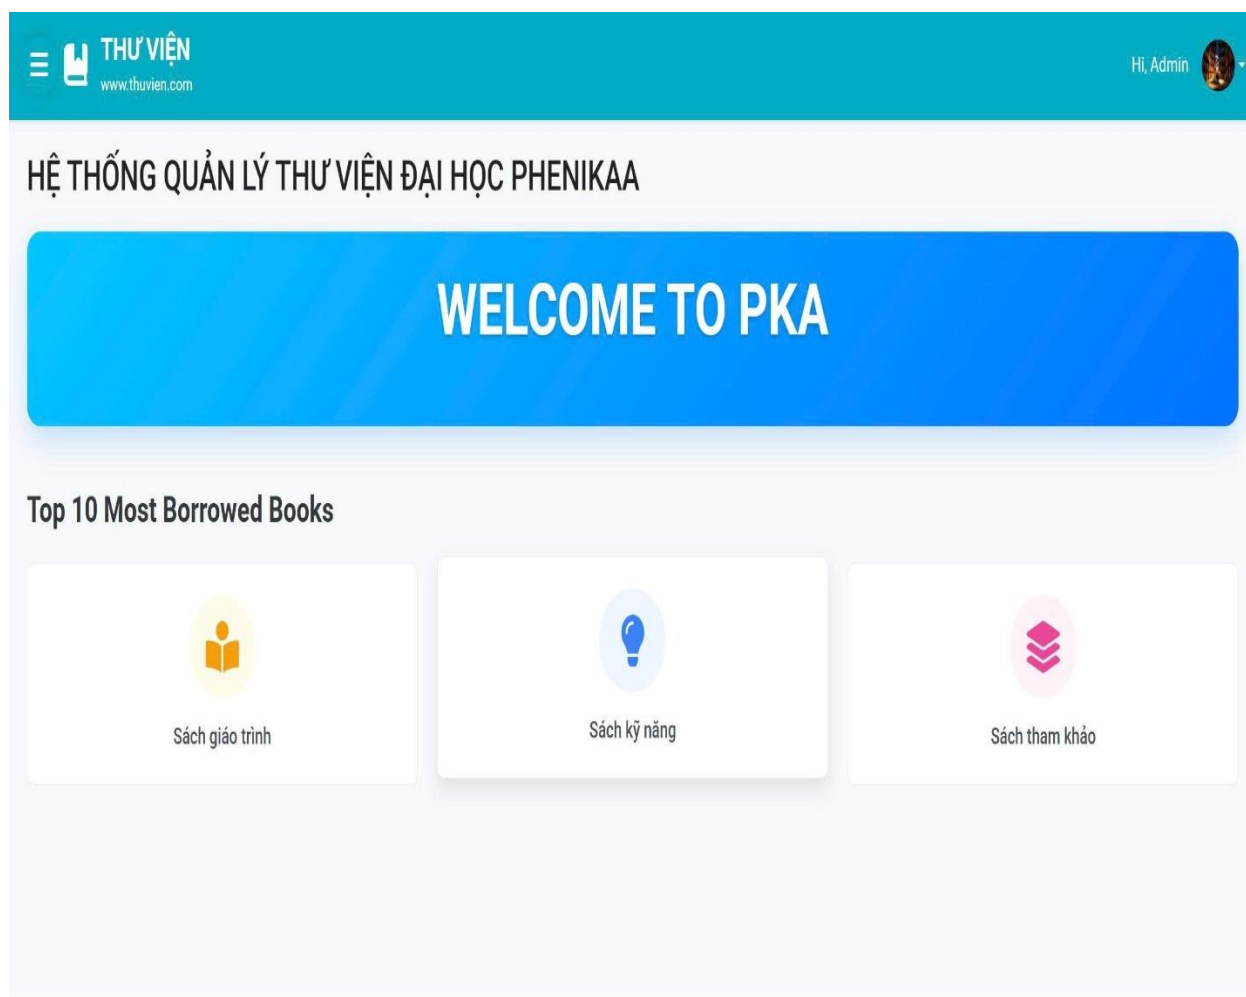 THƯ VIỆN
www.thuvien.com
Hi, Admin
HỆ THỐNG QUẢN LÝ THƯ VIỆN ĐẠI HỌC PHENIKAA
WELCOME TO PKA
Top 10 Most Borrowed Books
Sách giáo trình
Sách kỹ năng
Sách tham khảo